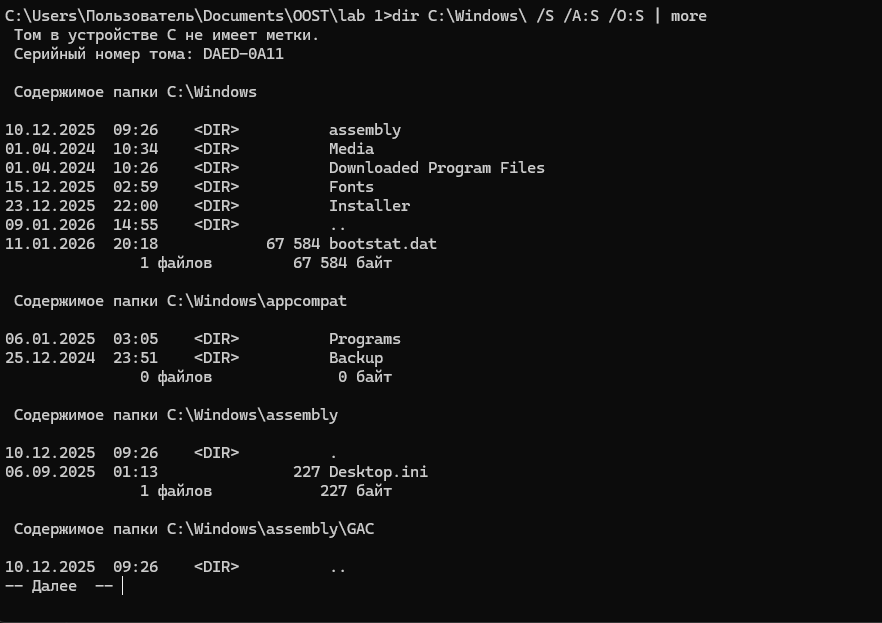 C:\Users\Пользователь\Documents\OOST\lab 1>dir C:\Windows\ /S /A:S /O:S | more
Том в устройстве C не имеет метки.
Серийный номер тома: DAED-0A11
Содержимое папки C:\Windows
10.12.2025  09:26    <DIR>          assembly
01.04.2024  10:34    <DIR>          Media
01.04.2024  10:26    <DIR>          Downloaded Program Files
15.12.2025  02:59    <DIR>          Fonts
23.12.2025  22:00    <DIR>          Installer
09.01.2026  14:55    <DIR>          ..
11.01.2026  20:18            67 584 bootstat.dat
1 файлов         67 584 байт
Содержимое папки C:\Windows\appcompat
06.01.2025  03:05    <DIR>          Programs
25.12.2024  23:51    <DIR>          Backup
0 файлов              0 байт
Содержимое папки C:\Windows\assembly
10.12.2025  09:26    <DIR>          .
06.09.2025  01:13               227 Desktop.ini
1 файлов            227 байт
Содержимое папки C:\Windows\assembly\GAC
10.12.2025  09:26    <DIR>          ..
-- Далее  --